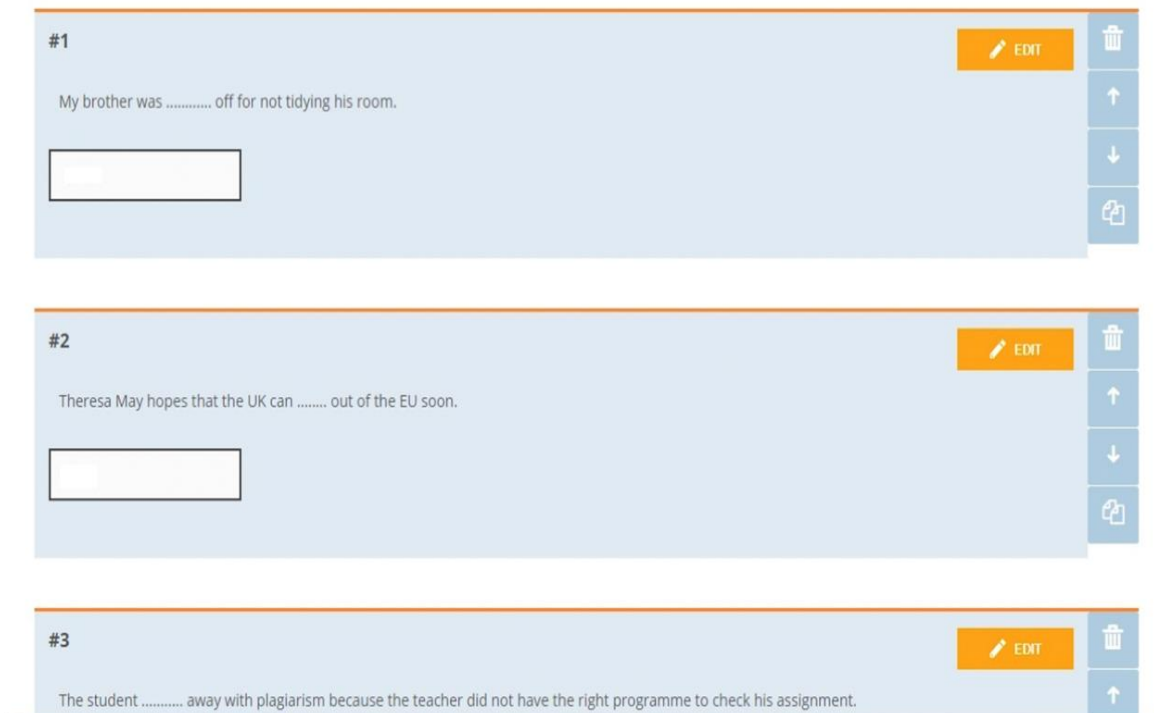 #1
EDIT
My brother was ............ off for not tidying his room.
#2
EDIT
Theresa May hopes that the UK can ........ out of the EU soon.
#3
EDIT
The student ........... away with plagiarism because the teacher did not have the right programme to check his assignment.